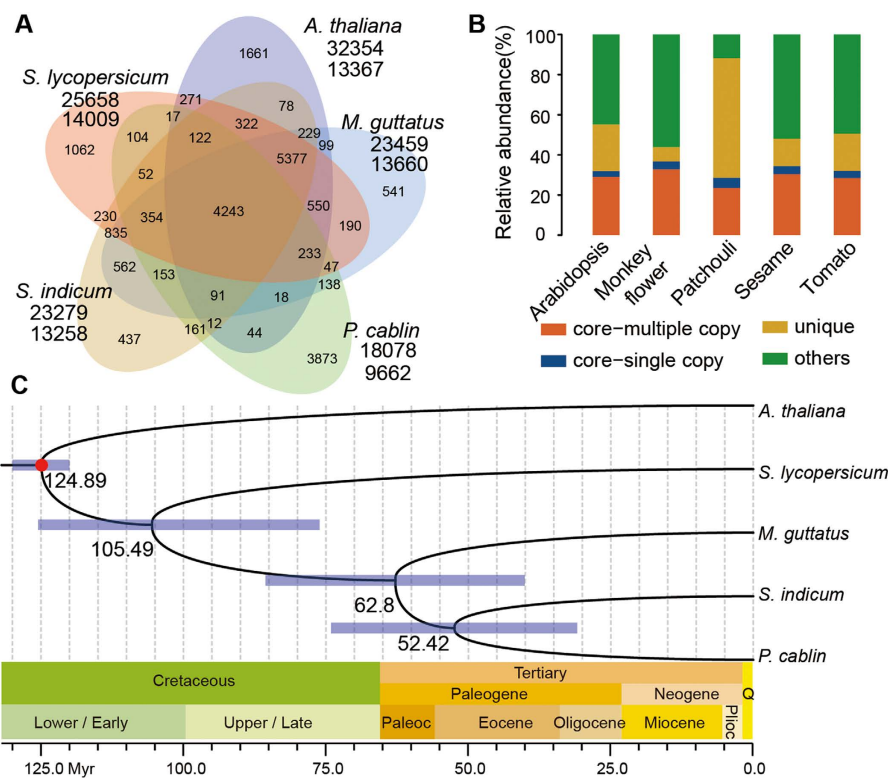 A
A. thaliana
32354
13367
S. lycopersicum
25658
14009
M. guttatus
23459
13660
S. indicum
23279
13258
P. cablin
18078
9662
1661
271
78
17
322
229
99
104
122
1062
5377
541
52
550
190
230
354
4243
835
233
47
562
153
138
91
18
161
12
44
437
3873
B
Relative abundance(%)
100
80
60
40
20
0
Arabidopsis
Monkey
flower
Patchouli
Sesame
Tomato
core−multiple copy
unique
core−single copy
others
C
A. thaliana
124.89
S. lycopersicum
105.49
M. guttatus
62.8
S. indicum
52.42
P. cablin
Tertiary
Cretaceous
Paleogene
Neogene
Q
Lower / Early
Upper / Late
Paleoc
Eocene
Oligocene
Miocene
Plioc
125.0 Myr
100.0
75.0
50.0
25.0
0.0